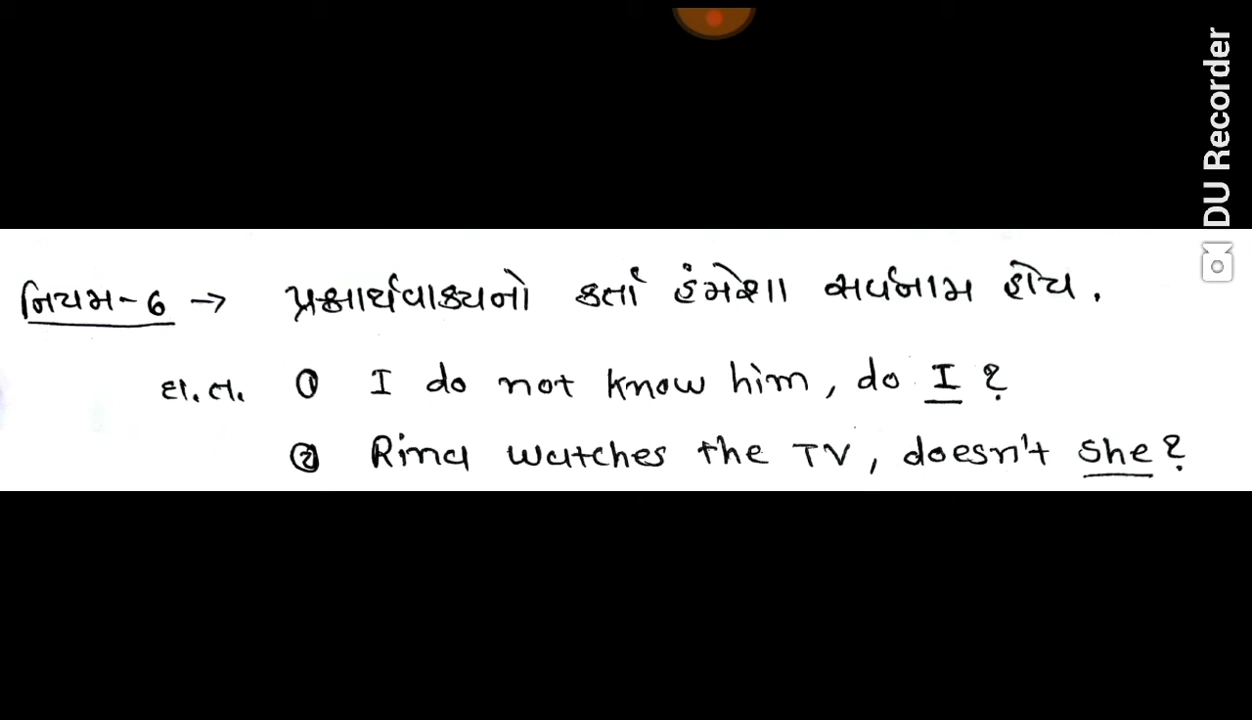 નિયમ-6 → પ્રશ્નાર્થવાક્યનો કર્તા હંમેશા સર્વનામ હોય.
દા.ત. ① I do not know him, do I?
② Rina watches the TV, doesn't she?
DU Recorder